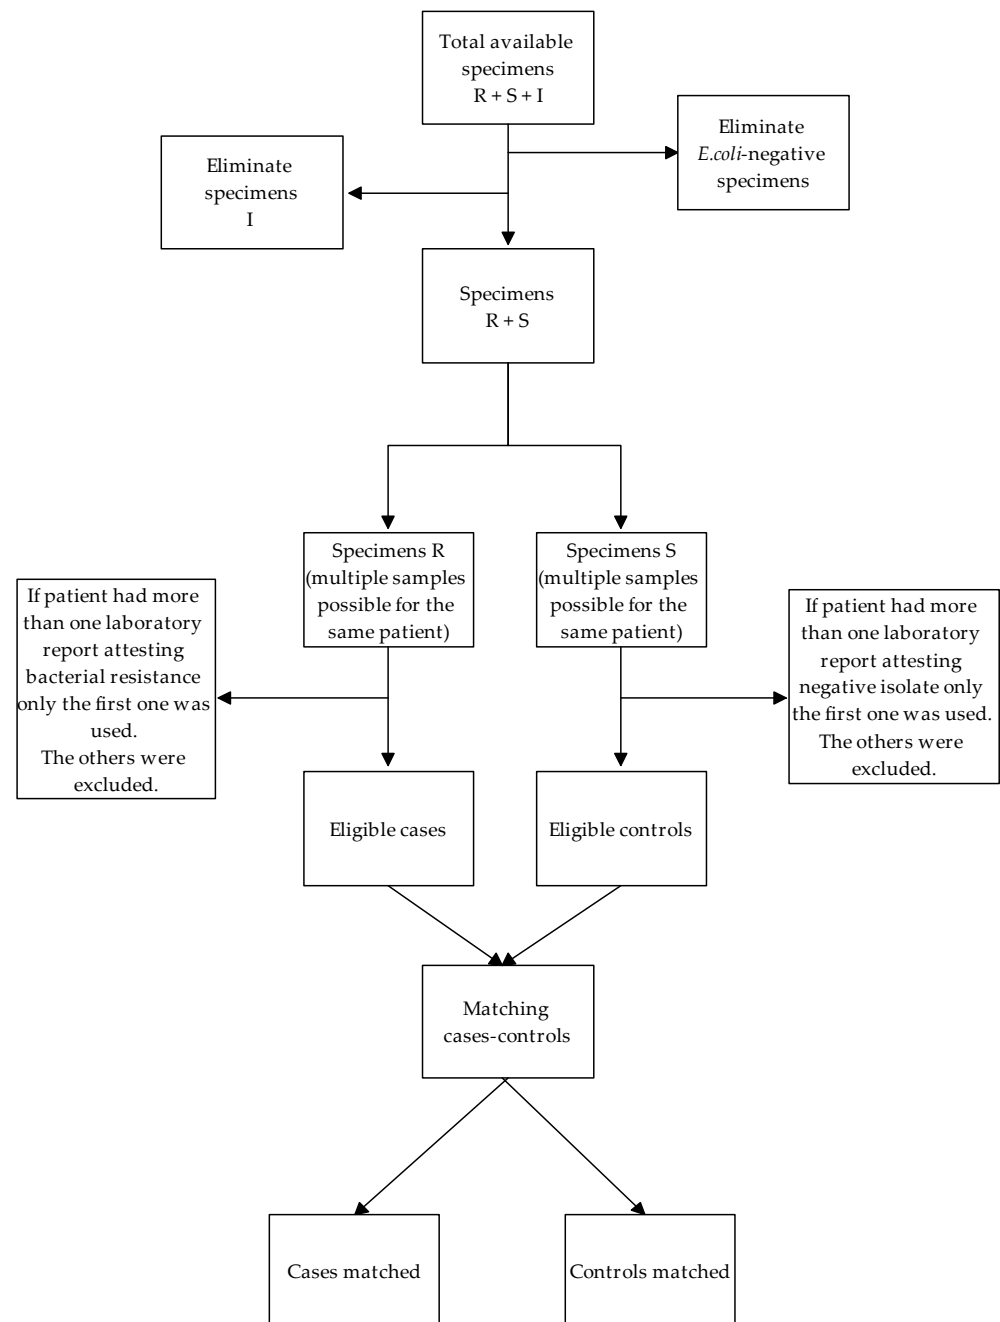 Total available
specimens
R + S + I
Eliminate
E.coli-negative
specimens
Eliminate
specimens
I
Specimens
R + S
Specimens R
(multiple samples
possible for the
same patient)
Specimens S
(multiple samples
possible for the
same patient)
If patient had more
than one laboratory
report attesting
bacterial resistance
only the first one was
used.
The others were
excluded.
If patient had more
than one laboratory
report attesting
negative isolate only
the first one was used.
The others were
excluded.
Eligible cases
Eligible controls
Matching
cases-controls
Cases matched
Controls matched